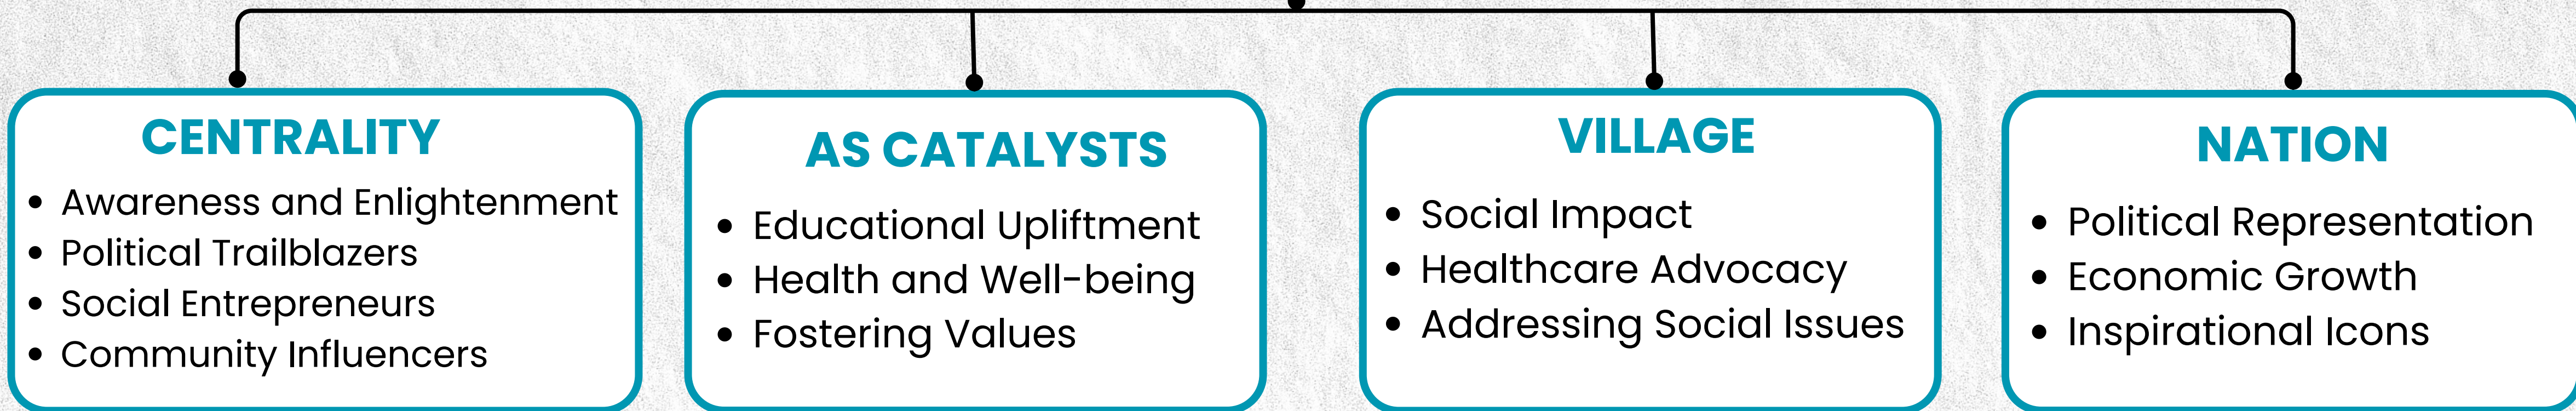 CENTRALITY
• Awareness and Enlightenment
• Political Trailblazers
• Social Entrepreneurs
• Community Influencers
AS CATALYSTS
• Educational Upliftment
• Health and Well-being
• Fostering Values
VILLAGE
• Social Impact
• Healthcare Advocacy
• Addressing Social Issues
NATION
• Political Representation
• Economic Growth
• Inspirational Icons